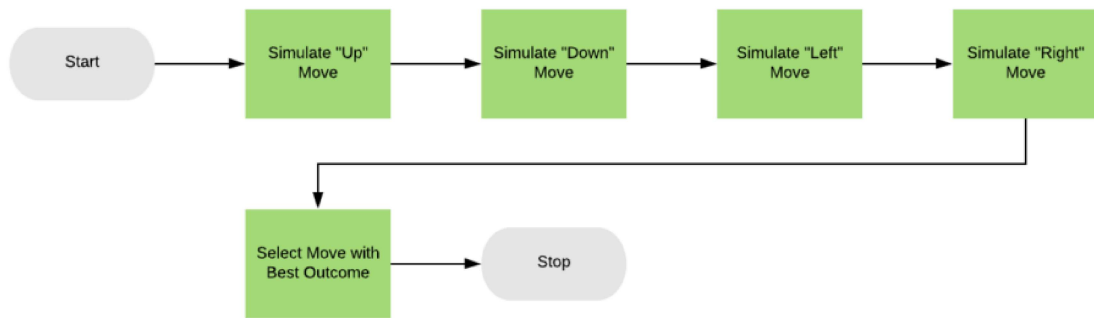 Start
Simulate "Up"
Move
Simulate "Down"
Move
Simulate "Left"
Move
Simulate "Right"
Move
Select Move with
Best Outcome
Stop